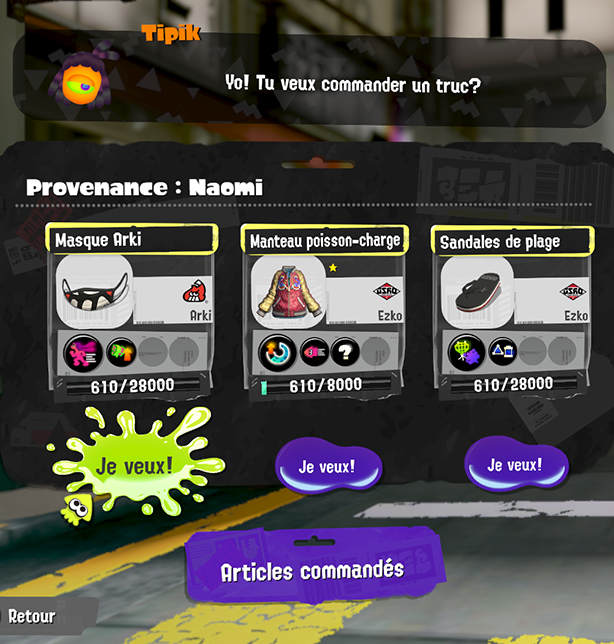 Tipik
Yo! Tu veux commander un truc?
Provenance : Naomi
Masque Arki
Manteau poisson-charge
Sandales de plage
Arki
Ezko
Ezko
?
610/28000
610/8000
610/28000
Je veux!
Je veux!
Je veux!
Articles commandés
Retour